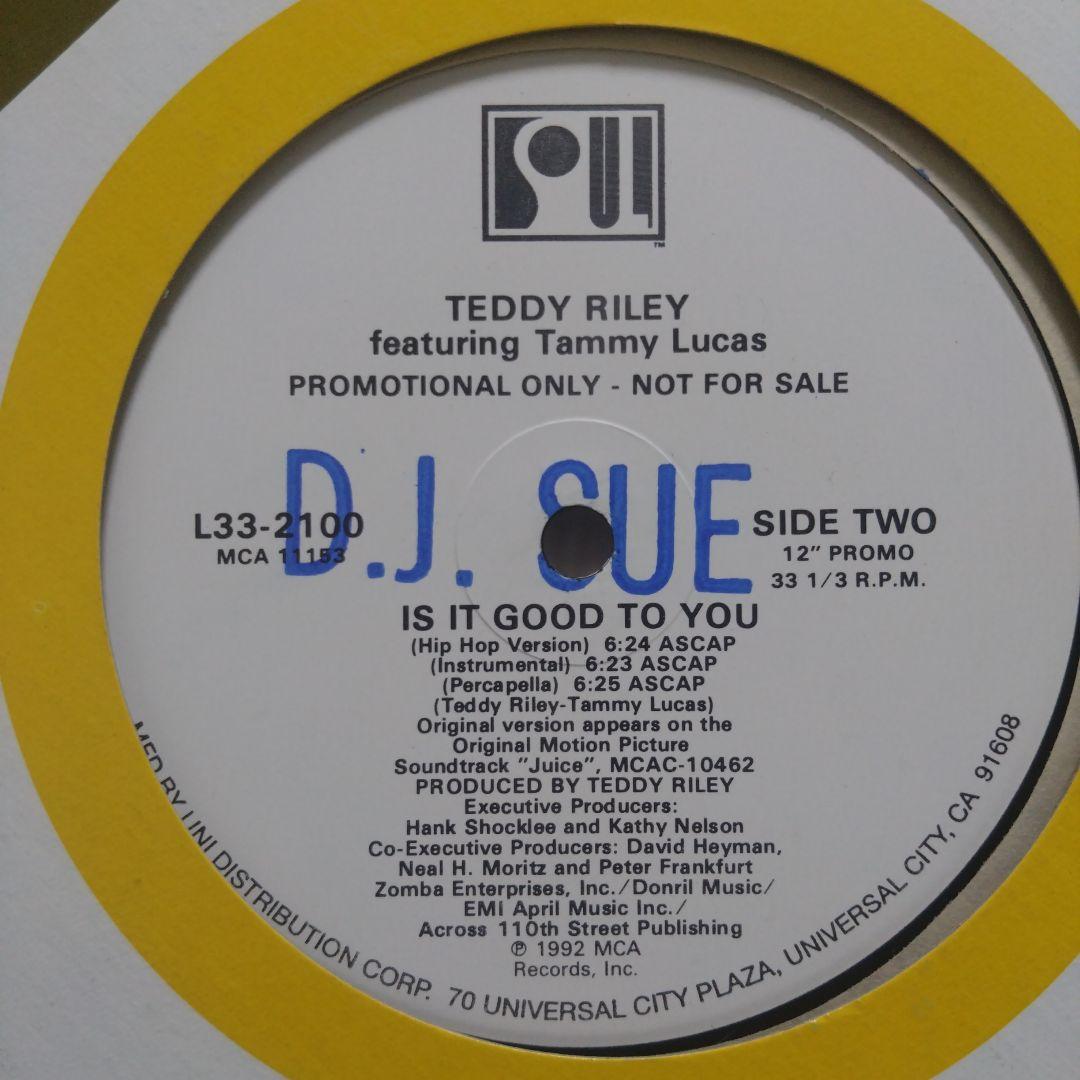 SOUL
TM
TEDDY RILEY
featuring Tammy Lucas
PROMOTIONAL ONLY - NOT FOR SALE
D.J. SUE
L33-2100
MCA 11153
SIDE TWO
12" PROMO
33 1/3 R.P.M.
IS IT GOOD TO YOU
(Hip Hop Version) 6:24 ASCAP
(Instrumental) 6:23 ASCAP
(Percapella) 6:25 ASCAP
(Teddy Riley-Tammy Lucas)
Original version appears on the
Original Motion Picture
Soundtrack "Juice", MCAC-10462
PRODUCED BY TEDDY RILEY
Executive Producers:
Hank Shocklee and Kathy Nelson
Co-Executive Producers: David Heyman,
Neal H. Moritz and Peter Frankfurt
Zomba Enterprises, Inc./Donril Music/
EMI April Music Inc./
Across 110th Street Publishing
℗ 1992 MCA
Records, Inc.
MFD BY UNI DISTRIBUTION CORP. 70 UNIVERSAL CITY PLAZA, UNIVERSAL CITY, CA 91608